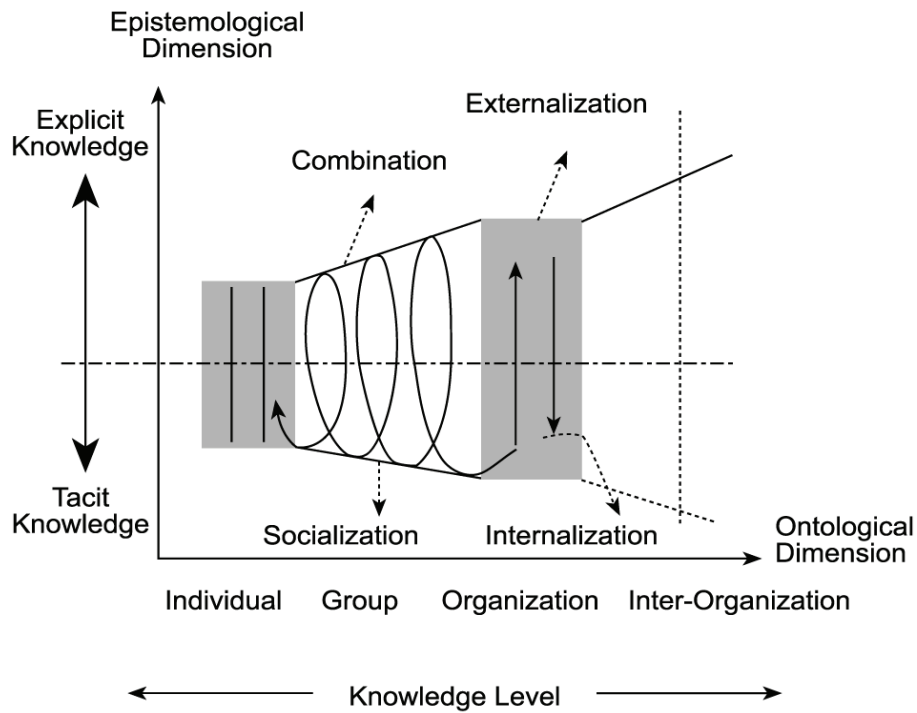 Epistemological
Dimension
Explicit
Knowledge
Externalization
Combination
Tacit
Knowledge
Socialization
Internalization
Ontological
Dimension
Individual
Group
Organization
Inter-Organization
Knowledge Level